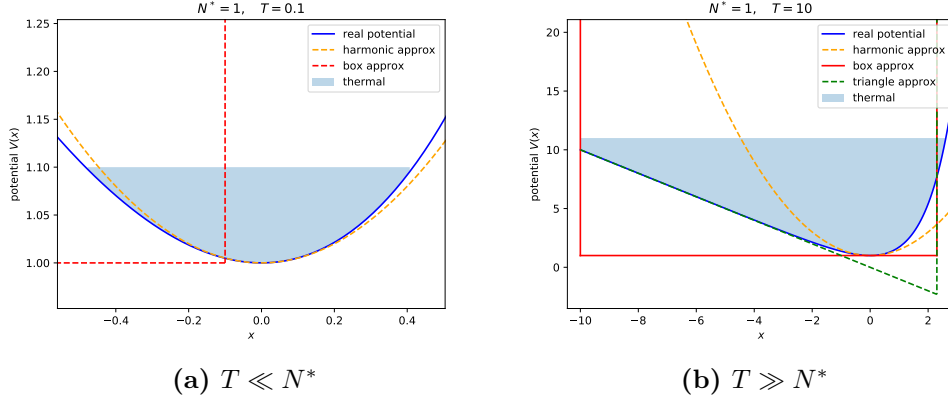 N* = 1, T = 0.1
1.25
1.20
1.15
1.10
1.05
1.00
potential V(x)
real potential
harmonic approx
box approx
thermal
−0.4
−0.2
0.0
0.2
0.4
x
(a) T ≪ N*
N* = 1, T = 10
20
15
10
5
0
potential V(x)
real potential
harmonic approx
box approx
triangle approx
thermal
−10
−8
−6
−4
−2
0
2
x
(b) T ≫ N*